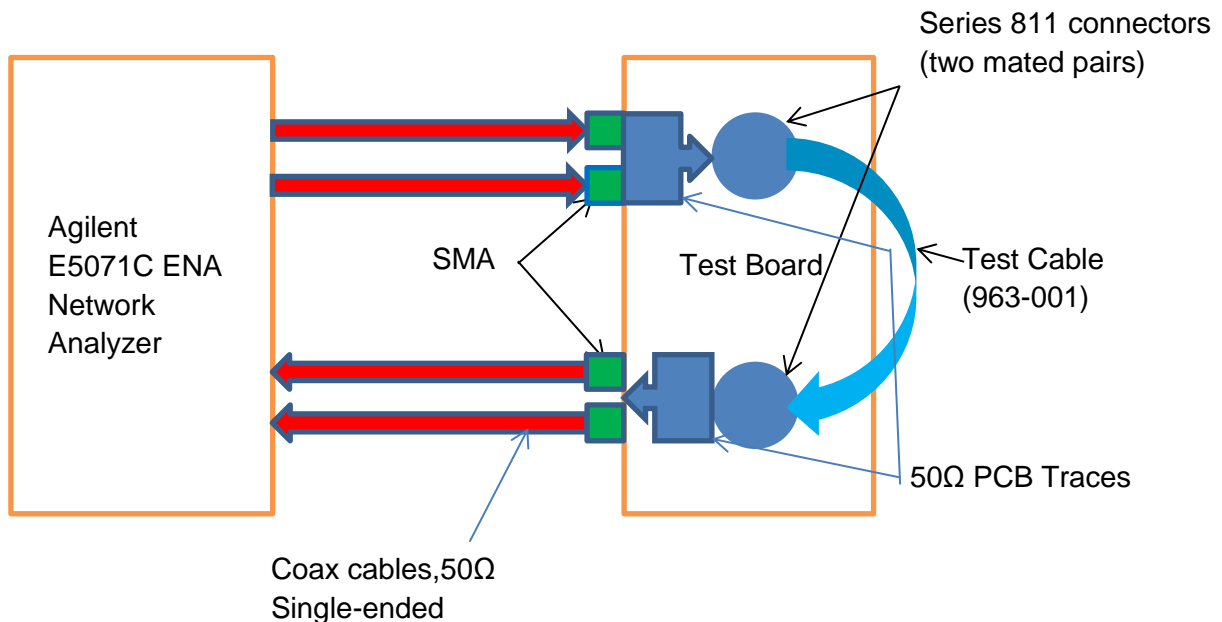 Series 811 connectors
(two mated pairs)
Agilent
E5071C ENA
Network
Analyzer
SMA
Test Board
Test Cable
(963-001)
50Ω PCB Traces
Coax cables,50Ω
Single-ended